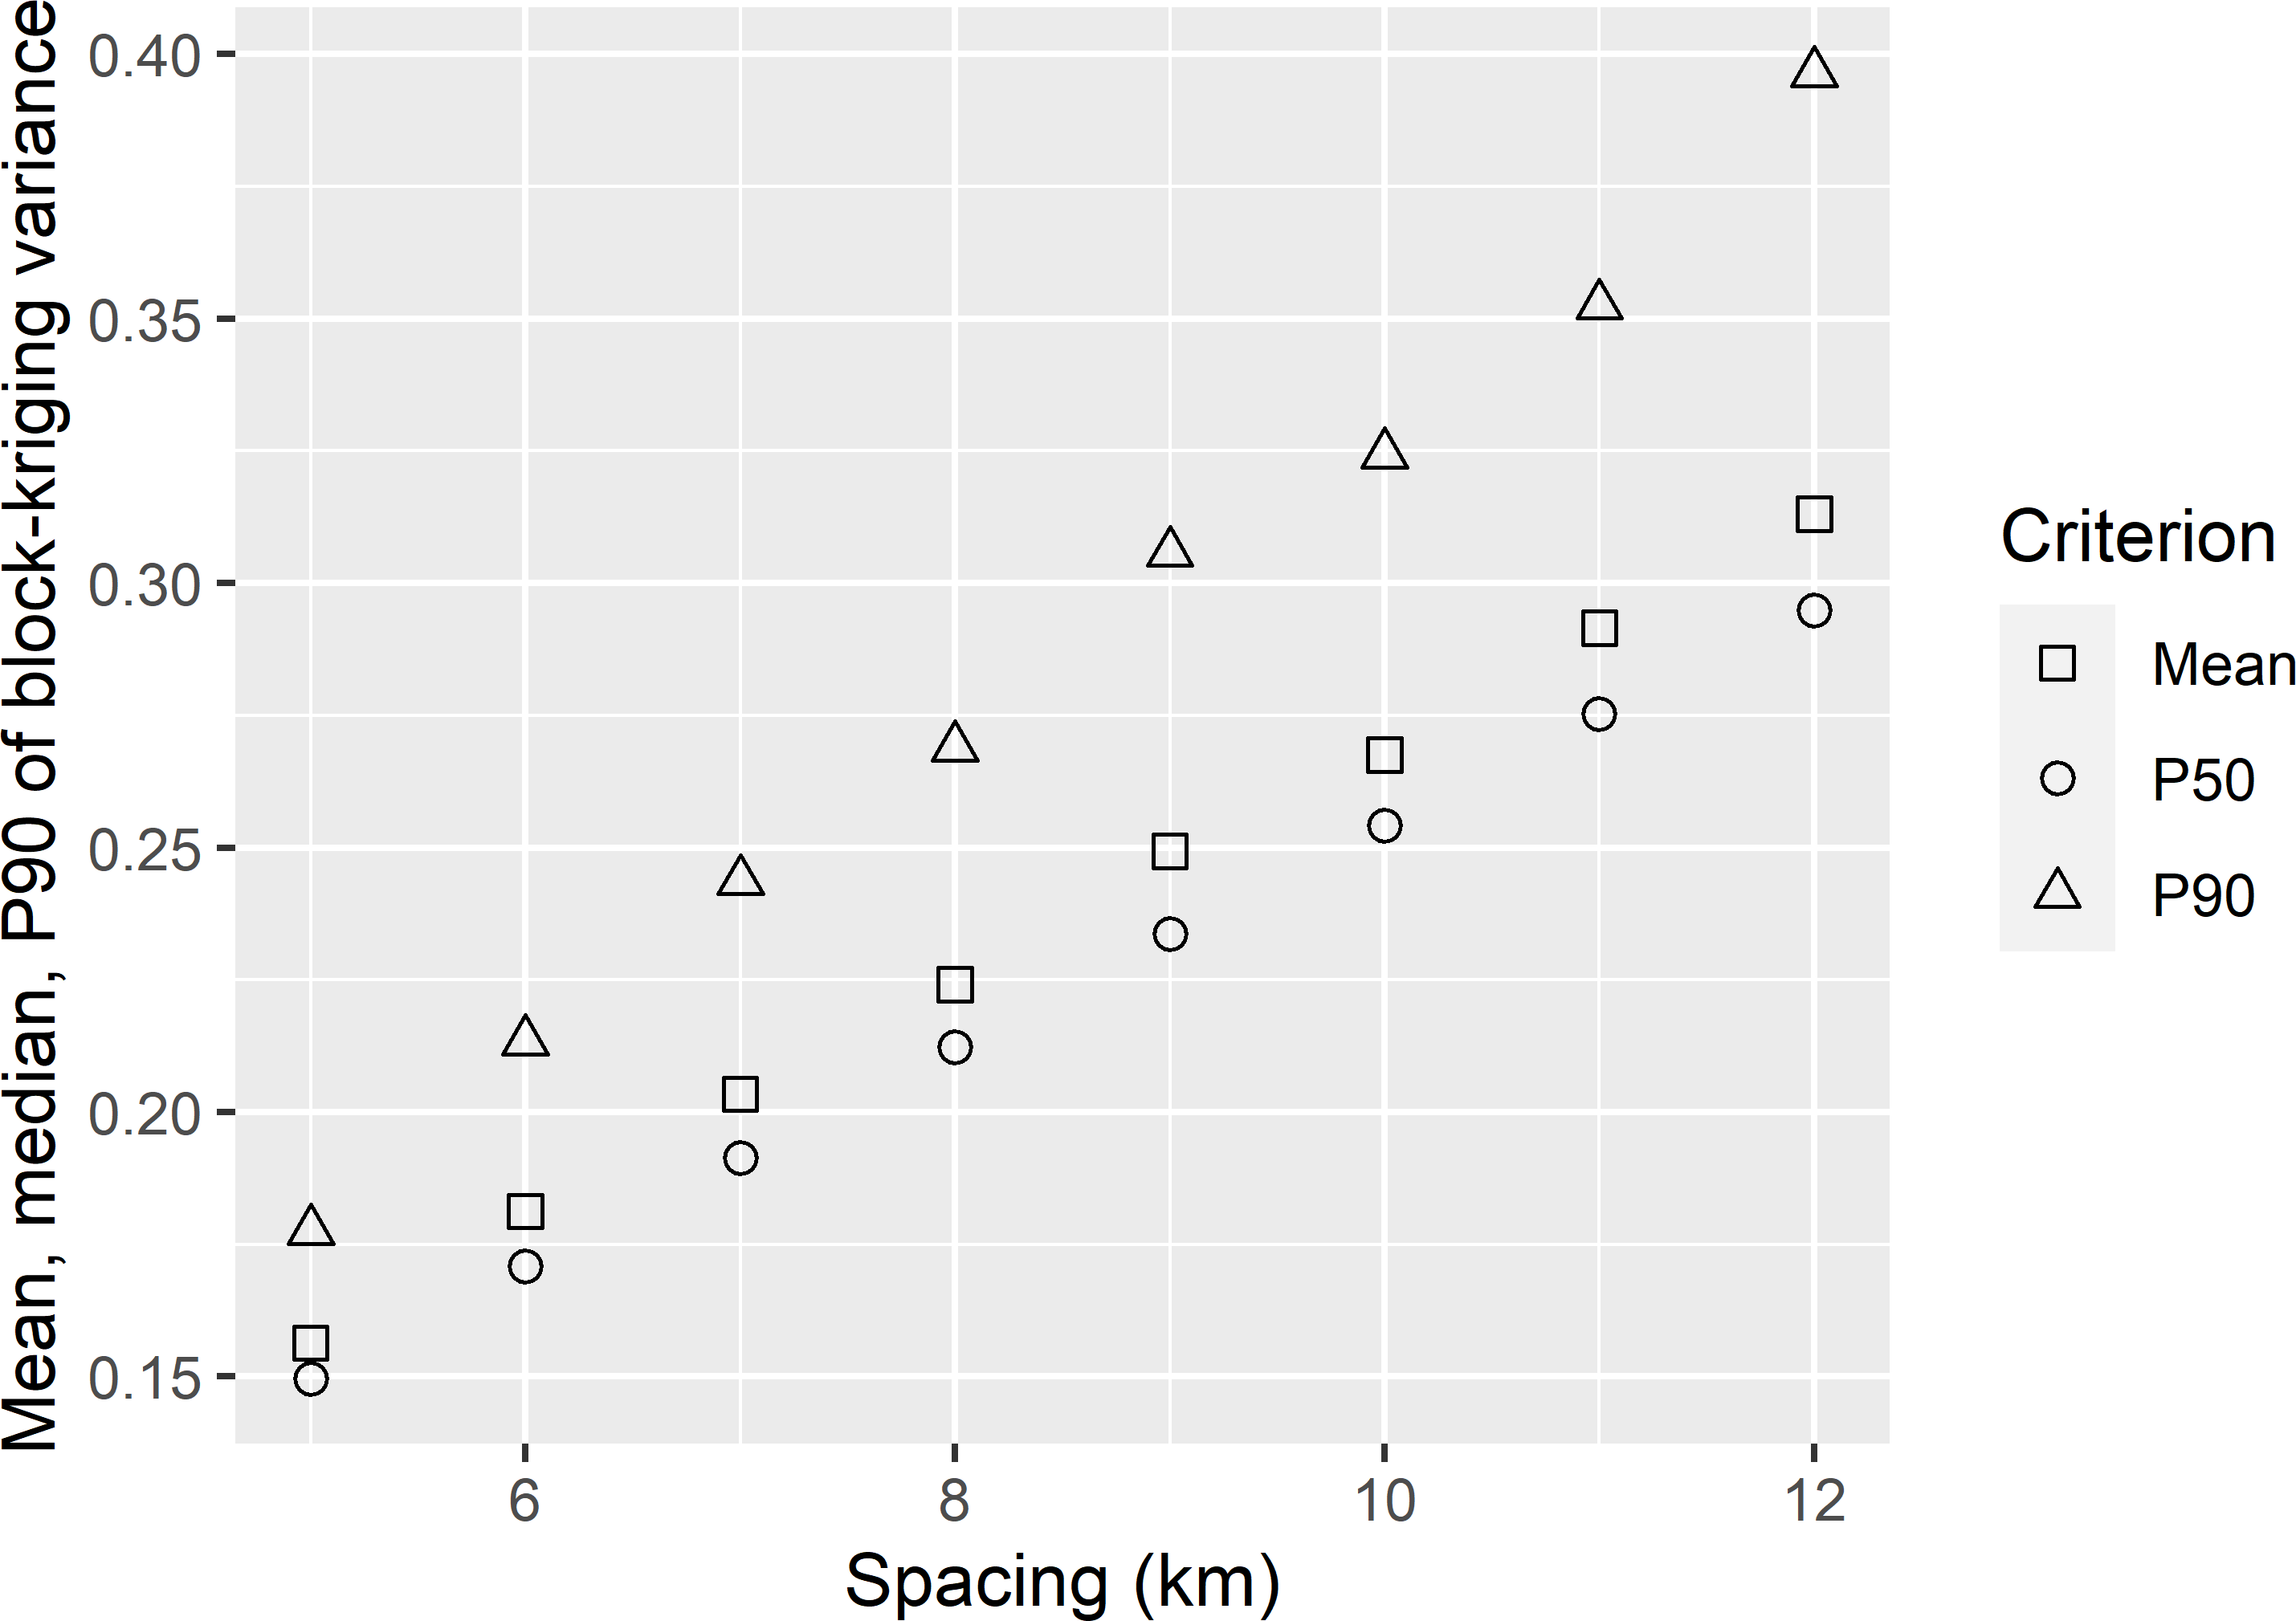 Mean, median, P90 of block-kriging variance
0.40
0.35
0.30
0.25
0.20
0.15
6
8
10
12
Spacing (km)
Criterion
Mean
P50
P90